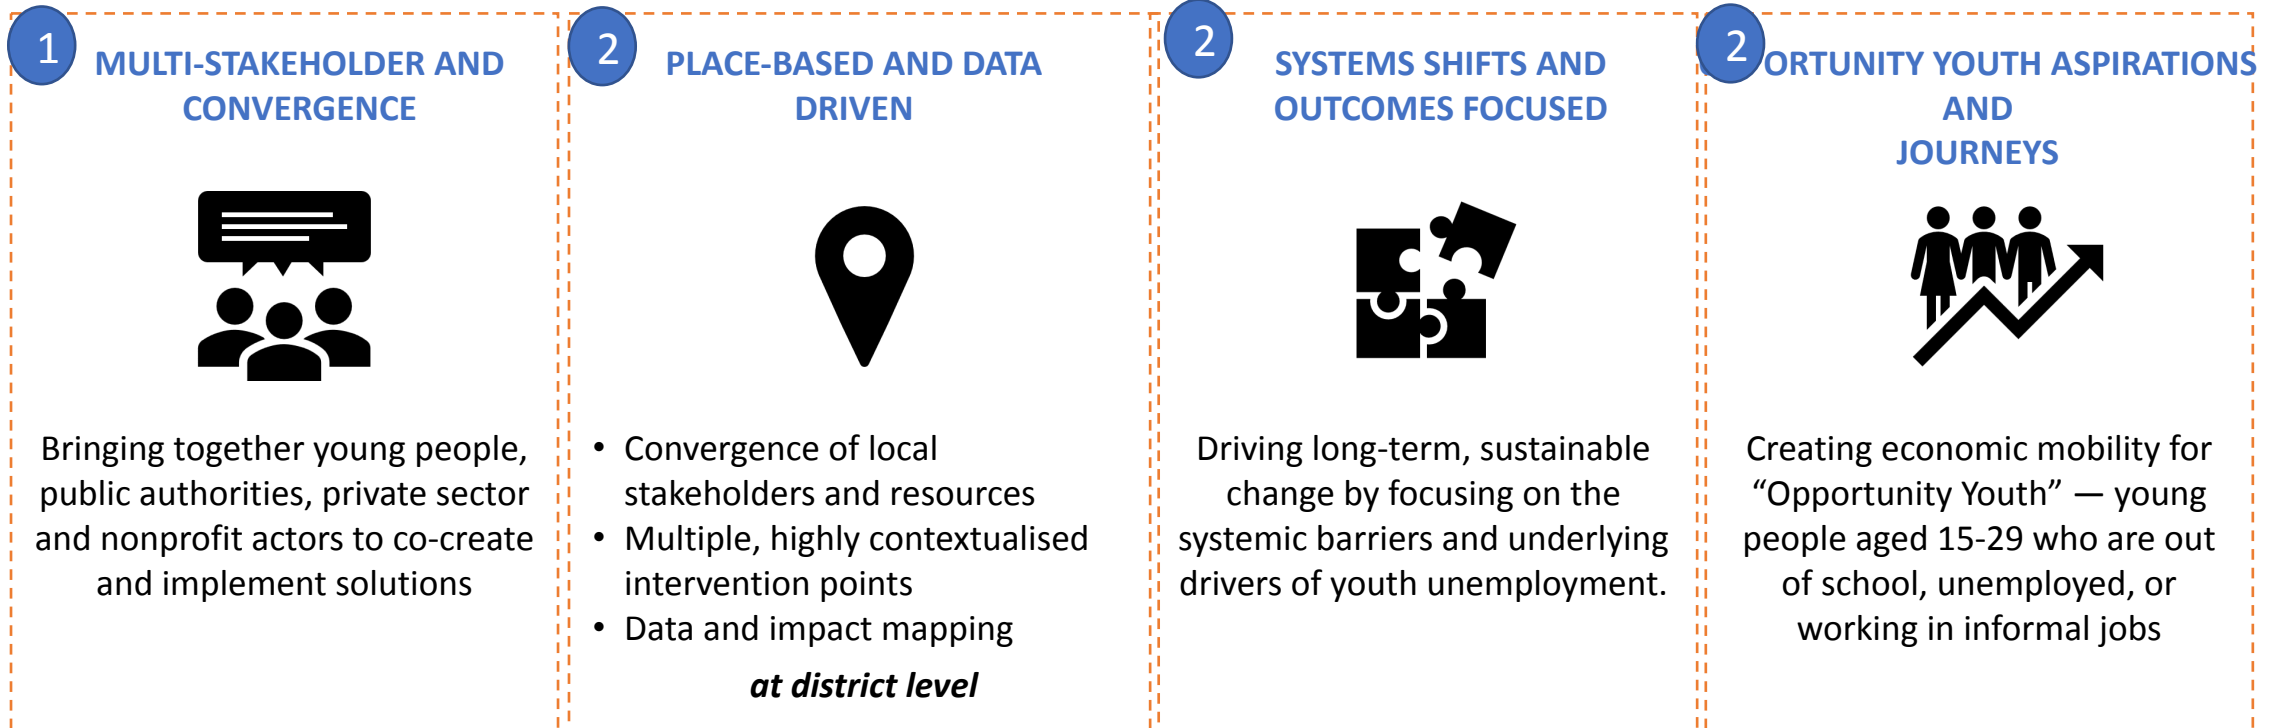 1
MULTI-STAKEHOLDER AND
CONVERGENCE
Bringing together young people,
public authorities, private sector
and nonprofit actors to co-create
and implement solutions
2
PLACE-BASED AND DATA
DRIVEN
• Convergence of local
stakeholders and resources
• Multiple, highly contextualised
intervention points
• Data and impact mapping
at district level
2
SYSTEMS SHIFTS AND
OUTCOMES FOCUSED
Driving long-term, sustainable
change by focusing on the
systemic barriers and underlying
drivers of youth unemployment.
2
ORTUNITY YOUTH ASPIRATIONS
AND
JOURNEYS
Creating economic mobility for
“Opportunity Youth” — young
people aged 15-29 who are out
of school, unemployed, or
working in informal jobs